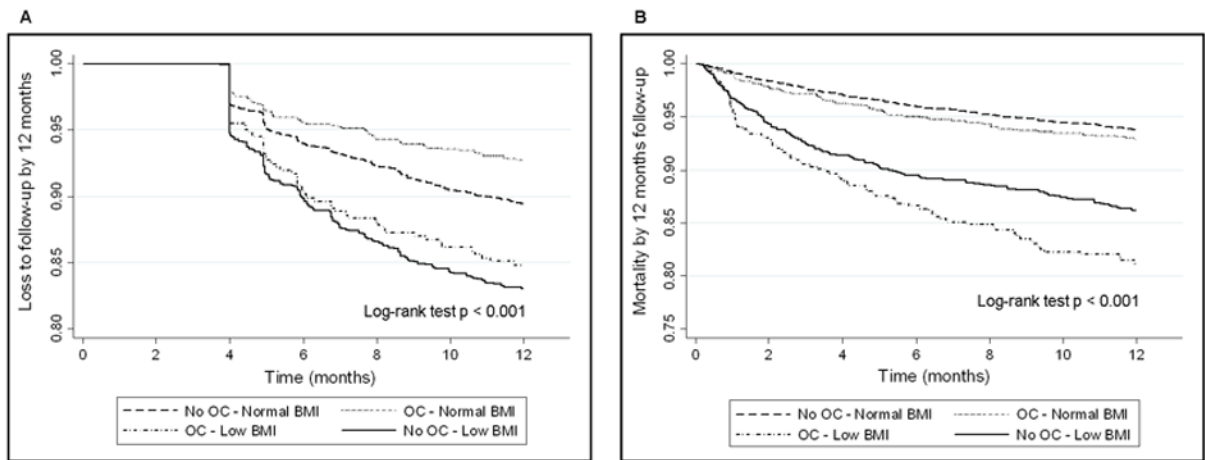 A
Loss to follow-up by 12 months
1.00
0.95
0.90
0.85
0.80
Log-rank test p < 0.001
0 2 4 6 8 10 12
Time (months)
No OC - Normal BMI OC - Normal BMI
OC - Low BMI No OC - Low BMI
B
Mortality by 12 months follow-up
1.00
0.95
0.90
0.85
0.80
0.75
Log-rank test p < 0.001
0 2 4 6 8 10 12
Time (months)
No OC - Normal BMI OC - Normal BMI
OC - Low BMI No OC - Low BMI